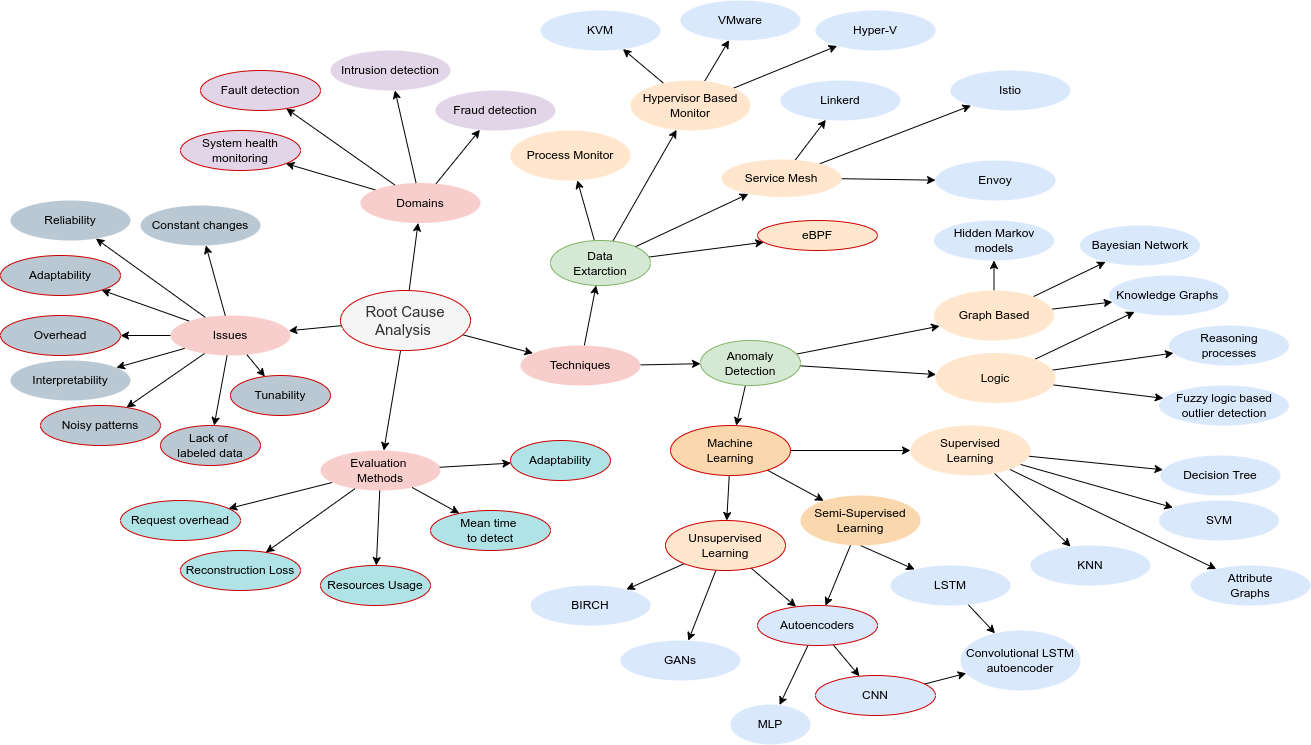 KVM
VMware
Hyper-V
Intrusion detection
Fault detection
Fraud detection
Hypervisor Based
Monitor
Linkerd
Istio
System health
monitoring
Process Monitor
Service Mesh
Envoy
Domains
Reliability
Constant changes
eBPF
Hidden Markov
models
Bayesian Network
Data
Extarction
Adaptability
Knowledge Graphs
Root Cause
Analysis
Graph Based
Overhead
Issues
Reasoning
processes
Techniques
Anomaly
Detection
Interpretability
Logic
Tunability
Fuzzy logic based
outlier detection
Noisy patterns
Lack of
labeled data
Machine
Learning
Supervised
Learning
Evaluation
Methods
Adaptability
Decision Tree
Request overhead
Mean time
to detect
Semi-Supervised
Learning
SVM
Unsupervised
Learning
Reconstruction Loss
Resources Usage
KNN
LSTM
Attribute
Graphs
BIRCH
Autoencoders
GANs
Convolutional LSTM
autoencoder
CNN
MLP